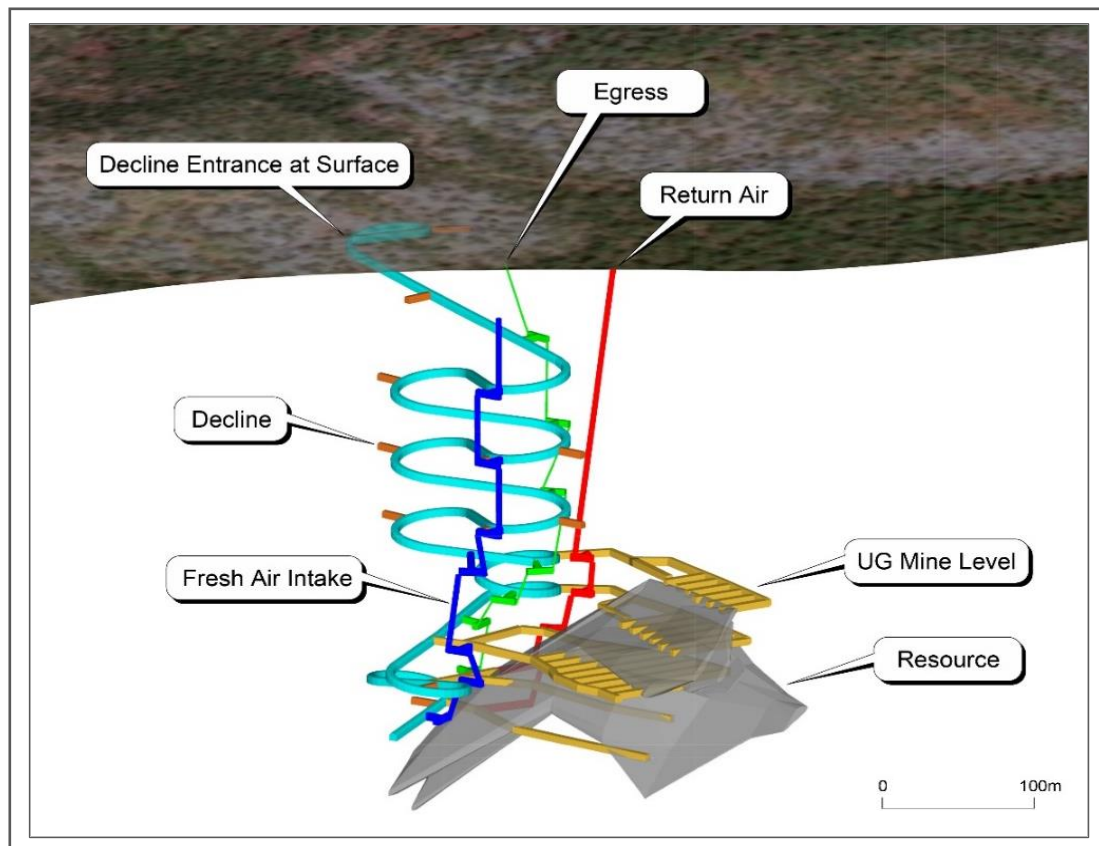 Egress
Decline Entrance at Surface
Return Air
Decline
Fresh Air Intake
UG Mine Level
Resource
0 100m